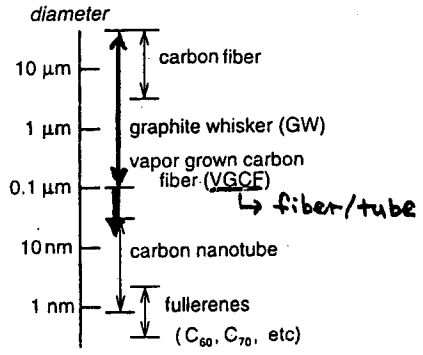 diameter
carbon fiber
10 μm
1 μm
graphite whisker (GW)
vapor grown carbon
fiber (VGCF)
0.1 μm
↳ fiber/tube
10 nm
carbon nanotube
1 nm
fullerenes
(C₆₀, C₇₀, etc)